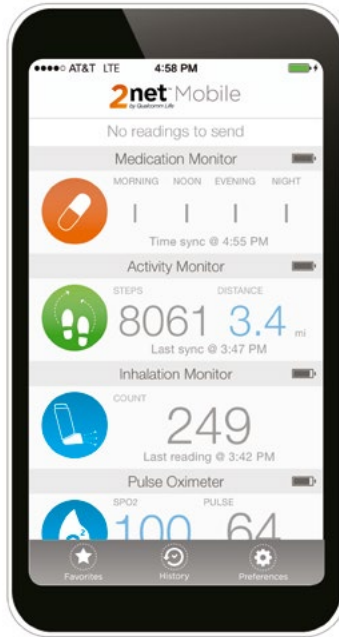 AT&T LTE 4:58 PM
2net™ Mobile
by Qualcomm Life
No readings to send
Medication Monitor
MORNING NOON EVENING NIGHT
Time sync @ 4:55 PM
Activity Monitor
STEPS DISTANCE
8061 3.4 mi
Last sync @ 3:47 PM
Inhalation Monitor
COUNT
249
Last reading @ 3:42 PM
Pulse Oximeter
SPO2 PULSE
100 64
Favorites History Preferences